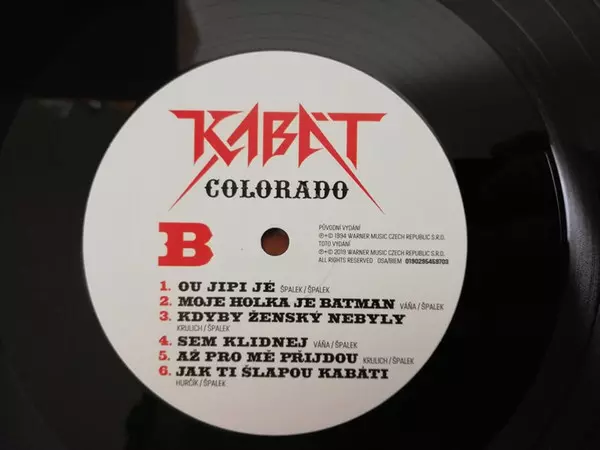 KABÁT
COLORADO
B
PŮVODNÍ VYDÁNÍ
℗+© 1994 WARNER MUSIC CZECH REPUBLIC S.R.O.
TOTO VYDÁNÍ
℗+© 2019 WARNER MUSIC CZECH REPUBLIC S.R.O.
ALL RIGHTS RESERVED OSA/BIEM 0190295458703
1. OU JIPI JÉ ŠPALEK / ŠPALEK
2. MOJE HOLKA JE BATMAN VÁŇA / ŠPALEK
3. KDYBY ŽENSKÝ NEBYLY
KRULICH / ŠPALEK
4. SEM KLIDNEJ VÁŇA / ŠPALEK
5. AŽ PRO MĚ PŘIJDOU KRULICH / ŠPALEK
6. JAK TI ŠLAPOU KABÁTI
HURČÍK / ŠPALEK